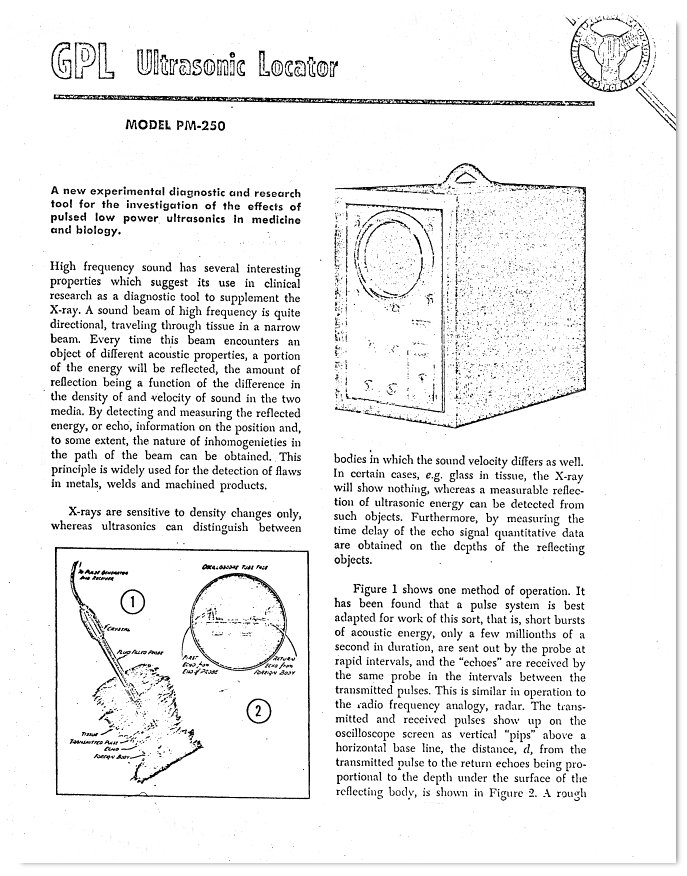 GPL Ultrasonic Locator
MODEL PM-250
A new experimental diagnostic and research
tool for the investigation of the effects of
pulsed low power ultrasonics in medicine
and biology.
High frequency sound has several interesting
properties which suggest its use in clinical
research as a diagnostic tool to supplement the
X-ray. A sound beam of high frequency is quite
directional, traveling through tissue in a narrow
beam. Every time this beam encounters an
object of different acoustic properties, a portion
of the energy will be reflected, the amount of
reflection being a function of the difference in
the density of and velocity of sound in the two
media. By detecting and measuring the reflected
energy, or echo, information on the position and,
to some extent, the nature of inhomogenieties in
the path of the beam can be obtained. This
principle is widely used for the detection of flaws
in metals, welds and machined products.
X-rays are sensitive to density changes only,
whereas ultrasonics can distinguish between
TO PULSE GENERATOR
AND RECEIVER
1
CRYSTAL
FLUID FILLED PROBE
TISSUE
TRANSMITTED PULSE
ECHO
FOREIGN BODY
OSCILLOSCOPE TUBE FACE
FIRST
ECHO from
END of PROBE
RETURN
ECHO from
FOREIGN BODY
2
bodies in which the sound velocity differs as well.
In certain cases, e.g. glass in tissue, the X-ray
will show nothing, whereas a measurable reflec-
tion of ultrasonic energy can be detected from
such objects. Furthermore, by measuring the
time delay of the echo signal quantitative data
are obtained on the depths of the reflecting
objects.
Figure 1 shows one method of operation. It
has been found that a pulse system is best
adapted for work of this sort, that is, short bursts
of acoustic energy, only a few millionths of a
second in duration, are sent out by the probe at
rapid intervals, and the "echoes" are received by
the same probe in the intervals between the
transmitted pulses. This is similar in operation to
the radio frequency analogy, radar. The trans-
mitted and received pulses show up on the
oscilloscope screen as vertical "pips" above a
horizontal base line, the distance, d, from the
transmitted pulse to the return echoes being pro-
portional to the depth under the surface of the
reflecting body, is shown in Figure 2. A rough